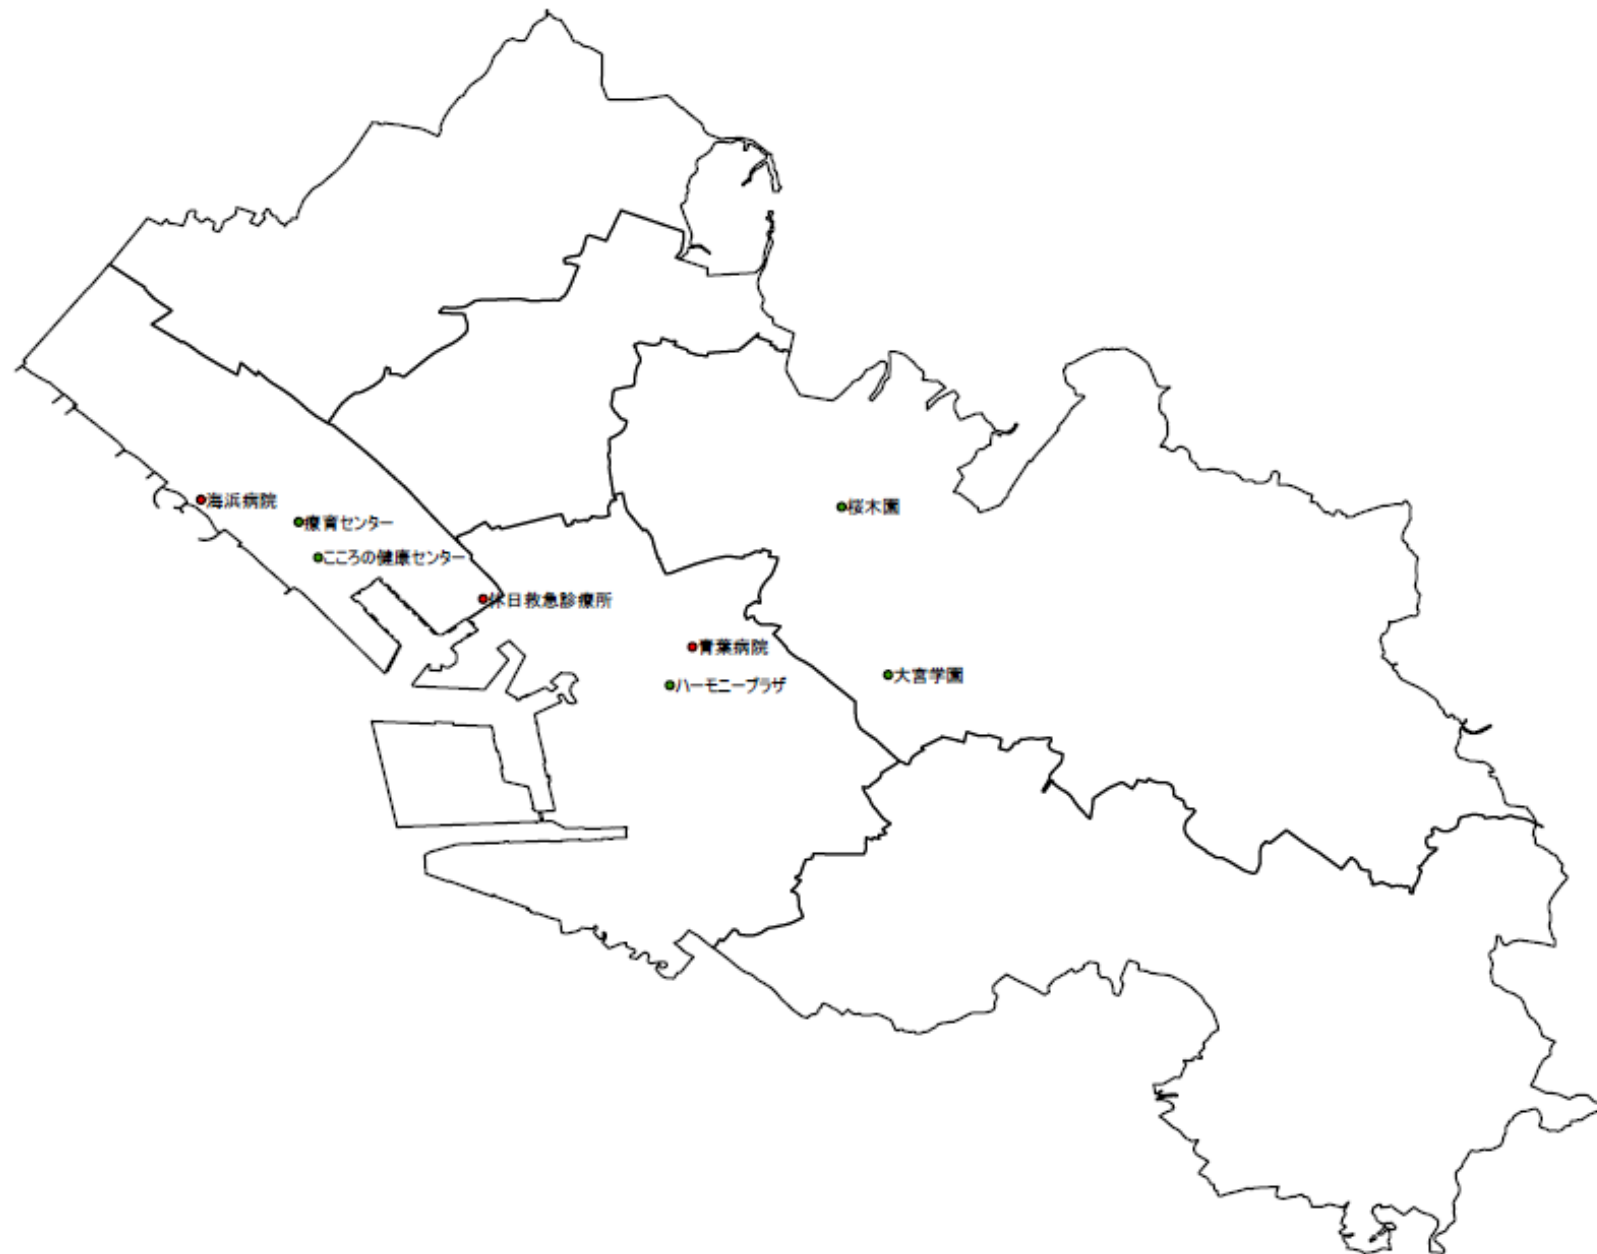 海浜病院
桜木園
療育センター
こころの健康センター
休日救急診療所
青葉病院
大宮学園
ハーモニープラザ